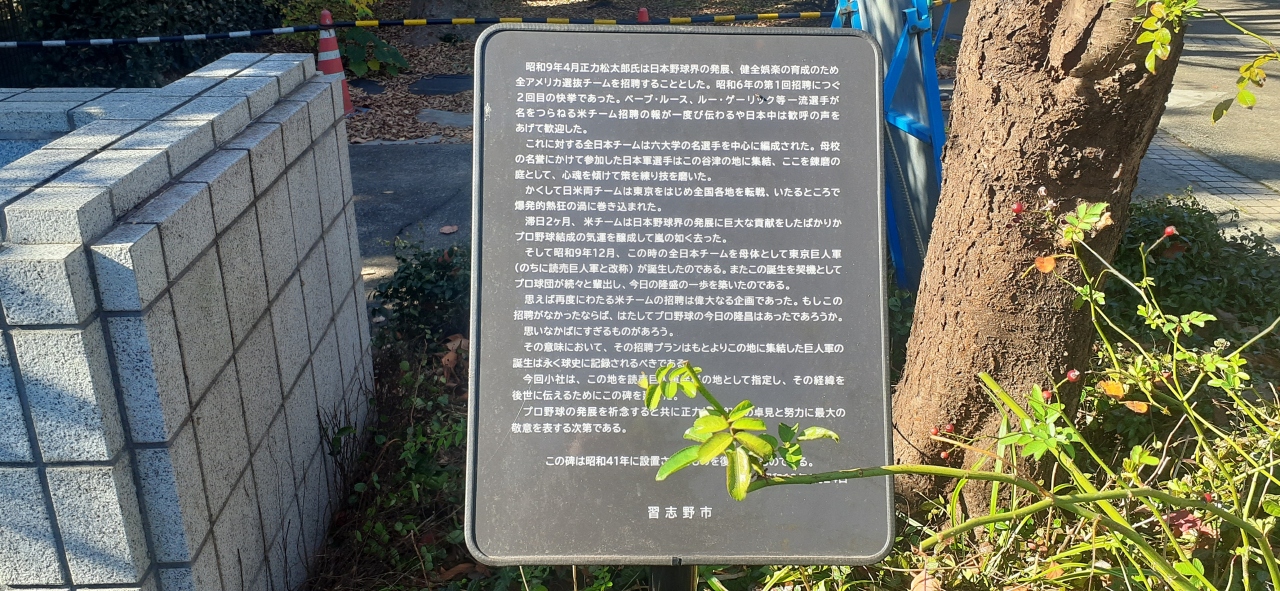 昭和9年4月正力松太郎氏は日本野球界の発展、健全娯楽の育成のため
全アメリカ選抜チームを招聘することとした。昭和6年の第1回招聘につぐ
2回目の快挙であった。ベーブ・ルース、ルー・ゲーリック等一流選手が
名をつらねる米チーム招聘の報が一度び伝わるや日本中は歓呼の声を
あげて歓迎した。
これに対する全日本チームは六大学の名選手を中心に編成された。母校
の名誉にかけて参加した日本軍選手はこの谷津の地に集結、ここを錬磨の
庭として、心魂を傾けて策を練り技を磨いた。
かくして日米両チームは東京をはじめ全国各地を転戦、いたるところで
爆発的熱狂の渦に巻き込まれた。
滞日2ヶ月、米チームは日本野球界の発展に巨大な貢献をしたばかりか
プロ野球結成の気運を醸成して嵐の如く去った。
そして昭和9年12月、この時の全日本チームを母体として東京巨人軍
（のちに読売巨人軍と改称）が誕生したのである。またこの誕生を契機として
プロ球団が続々と輩出し、今日の隆盛の一歩を築いたのである。
思えば再度にわたる米チームの招聘は偉大なる企画であった。もしこの
招聘がなかったならば、はたしてプロ野球の今日の隆昌はあったであろうか。
思いなかばにすぎるものがあろう。
その意味において、その招聘プランはもとよりこの地に集結した巨人軍の
誕生は永く球史に記録されるべきである
今回小社は、この地を読 の地として指定し、その経緯を
後世に伝えるためにこの碑を
プロ野球の発展を祈念すると共に正力 の卓見と努力に最大の
敬意を表する次第である。
この碑は昭和41年に設置さ を復 る。
習志野市